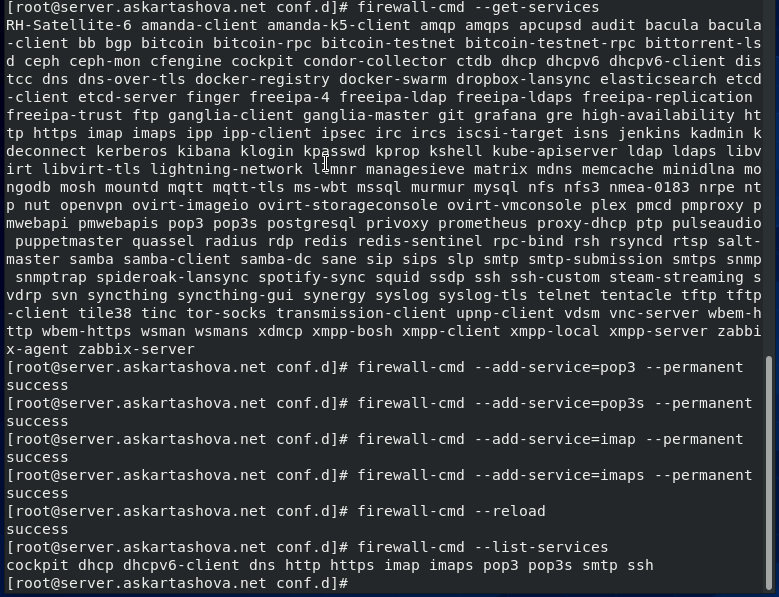 [root@server.askartashova.net conf.d]# firewall-cmd --get-services
RH-Satellite-6 amanda-client amanda-k5-client amqp amqps apcupsd audit bacula bacula
-client bb bgp bitcoin bitcoin-rpc bitcoin-testnet bitcoin-testnet-rpc bittorrent-ls
d ceph ceph-mon cfengine cockpit condor-collector ctdb dhcp dhcpv6 dhcpv6-client dis
tcc dns dns-over-tls docker-registry docker-swarm dropbox-lansync elasticsearch etcd
-client etcd-server finger freeipa-4 freeipa-ldap freeipa-ldaps freeipa-replication
freeipa-trust ftp ganglia-client ganglia-master git grafana gre high-availability ht
tp https imap imaps ipp ipp-client ipsec irc ircs iscsi-target isns jenkins kadmin k
deconnect kerberos kibana klogin kpasswd kprop kshell kube-apiserver ldap ldaps libv
irt libvirt-tls lightning-network llmnr managesieve matrix mdns memcache minidlna mo
ngodb mosh mountd mqtt mqtt-tls ms-wbt mssql murmur mysql nfs nfs3 nmea-0183 nrpe nt
p nut openvpn ovirt-imageio ovirt-storageconsole ovirt-vmconsole plex pmcd pmproxy p
mwebapi pmwebapis pop3 pop3s postgresql privoxy prometheus proxy-dhcp ptp pulseaudio
puppetmaster quassel radius rdp redis redis-sentinel rpc-bind rsh rsyncd rtsp salt-
master samba samba-client samba-dc sane sip sips slp smtp smtp-submission smtps snmp
snmptrap spideroak-lansync spotify-sync squid ssdp ssh ssh-custom steam-streaming s
vdrp svn syncthing syncthing-gui synergy syslog syslog-tls telnet tentacle tftp tftp
-client tile38 tinc tor-socks transmission-client upnp-client vdsm vnc-server wbem-h
ttp wbem-https wsman wsmans xdmcp xmpp-bosh xmpp-client xmpp-local xmpp-server zabbi
x-agent zabbix-server
[root@server.askartashova.net conf.d]# firewall-cmd --add-service=pop3 --permanent
success
[root@server.askartashova.net conf.d]# firewall-cmd --add-service=pop3s --permanent
success
[root@server.askartashova.net conf.d]# firewall-cmd --add-service=imap --permanent
success
[root@server.askartashova.net conf.d]# firewall-cmd --add-service=imaps --permanent
success
[root@server.askartashova.net conf.d]# firewall-cmd --reload
success
[root@server.askartashova.net conf.d]# firewall-cmd --list-services
cockpit dhcp dhcpv6-client dns http https imap imaps pop3 pop3s smtp ssh
[root@server.askartashova.net conf.d]#